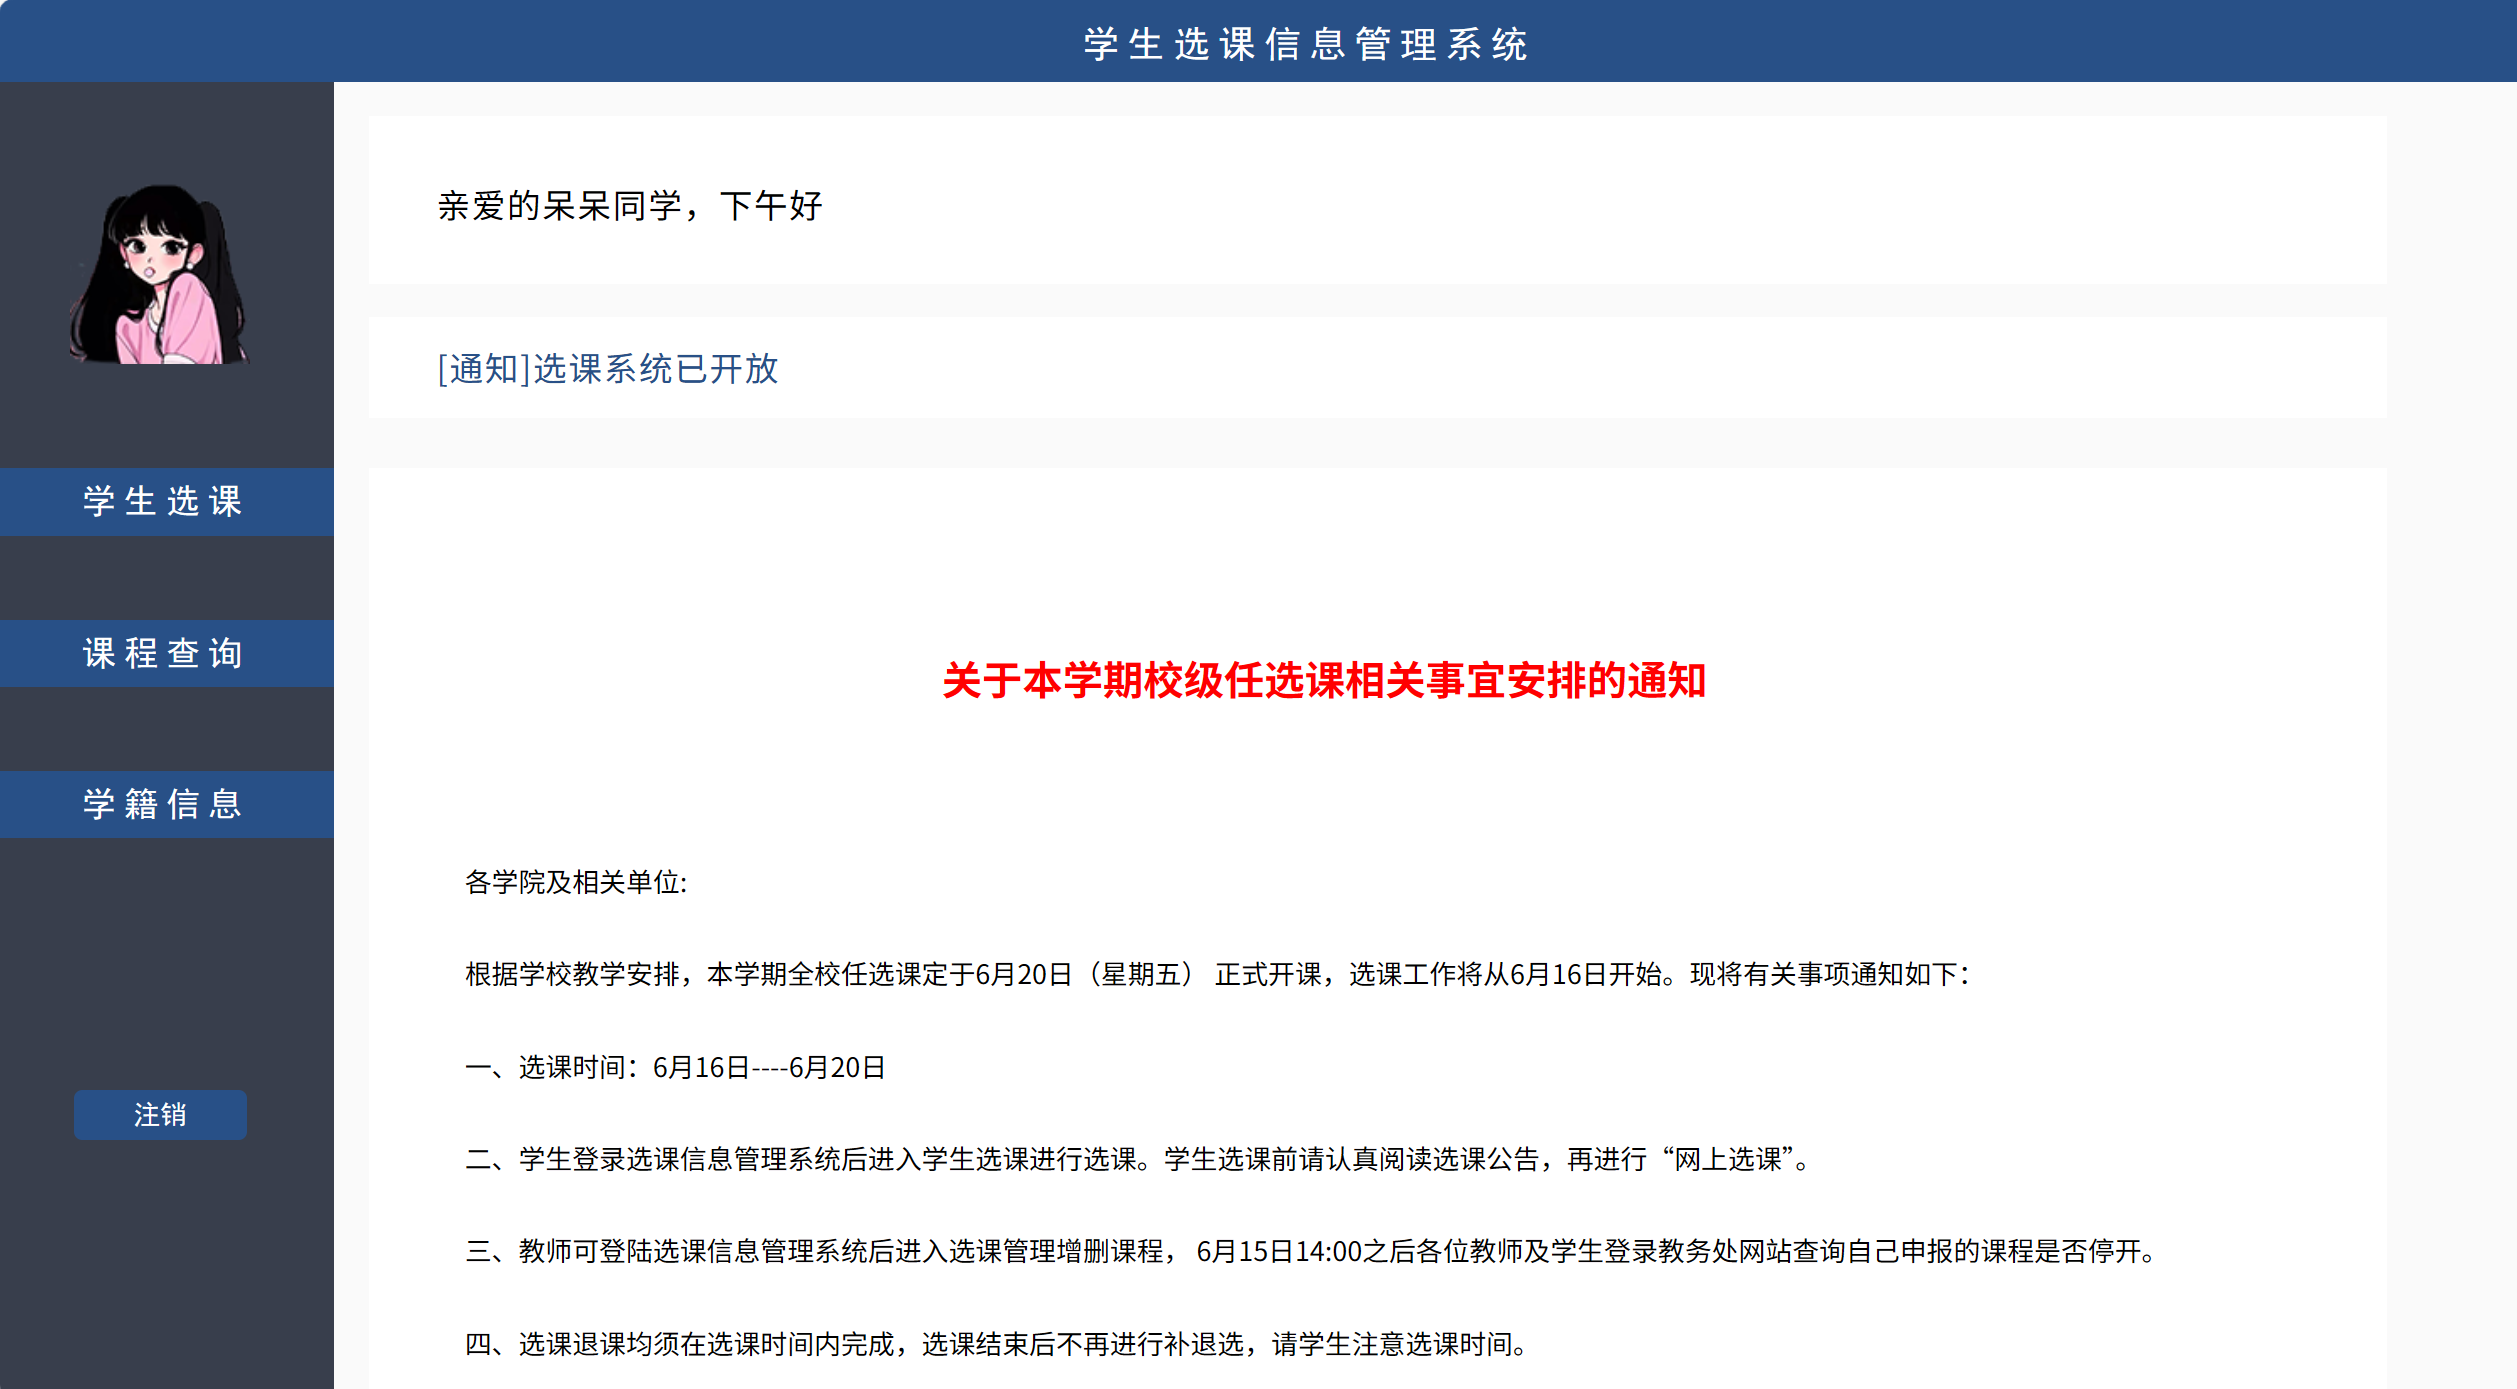 学生选课信息管理系统
亲爱的呆呆同学，下午好
[通知]选课系统已开放
学生选课
课程查询
学籍信息
注销
关于本学期校级任选课相关事宜安排的通知
各学院及相关单位:
根据学校教学安排，本学期全校任选课定于6月20日（星期五） 正式开课，选课工作将从6月16日开始。现将有关事项通知如下：
一、选课时间：6月16日----6月20日
二、学生登录选课信息管理系统后进入学生选课进行选课。学生选课前请认真阅读选课公告，再进行“网上选课”。
三、教师可登陆选课信息管理系统后进入选课管理增删课程， 6月15日14:00之后各位教师及学生登录教务处网站查询自己申报的课程是否停开。
四、选课退课均须在选课时间内完成，选课结束后不再进行补退选，请学生注意选课时间。